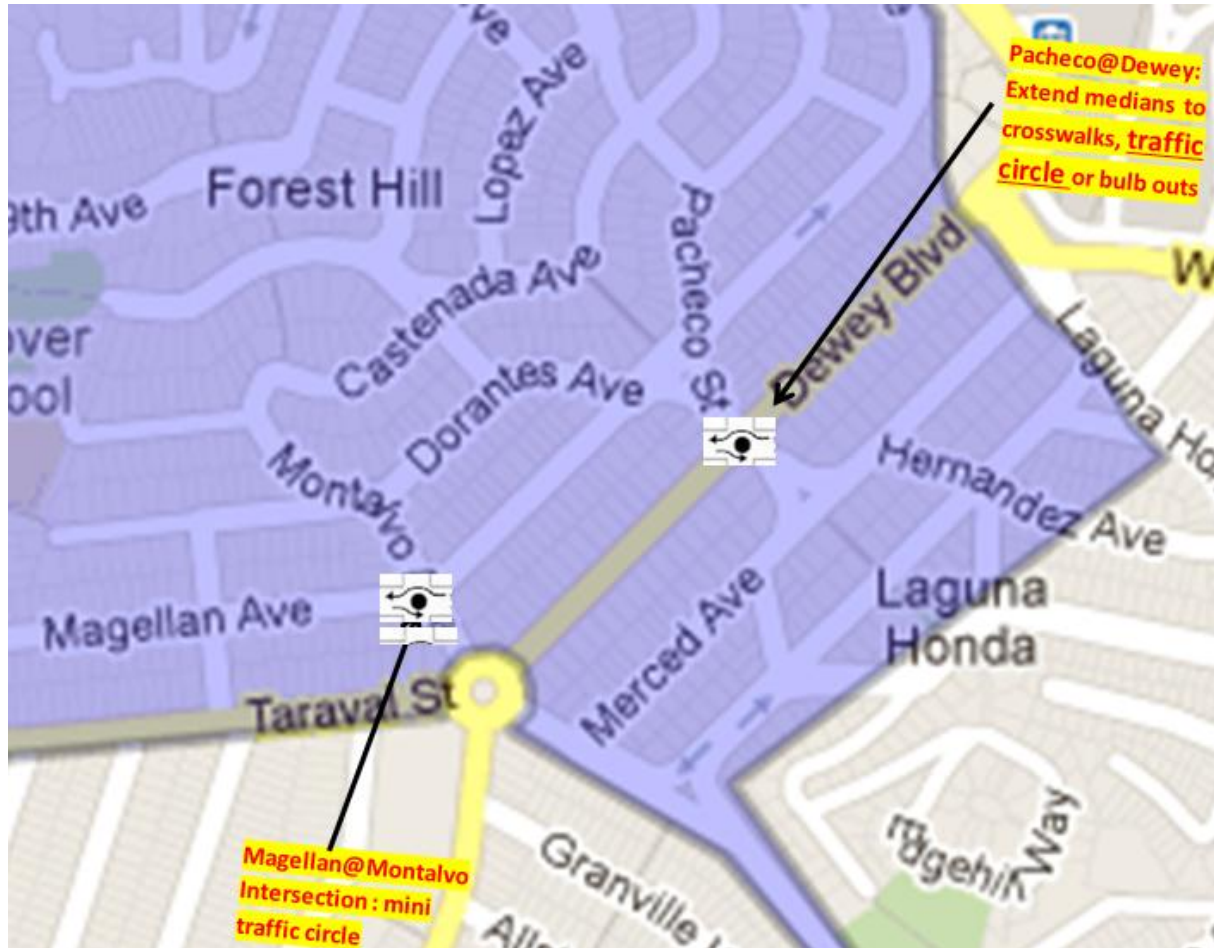 Pacheco@Dewey:
Extend medians to
crosswalks, traffic
circle or bulb outs
Lopez Ave
Forest Hill
9th Ave
Pacheco St
Dewey Blvd
W
Castenada Ave
Laguna Ho
Dorantes Ave
Montalvo
Hernandez Ave
Laguna
Honda
Magellan Ave
Merced Ave
Taraval St
Way
Granville
Magellan@Montalvo
Intersection : mini
traffic circle